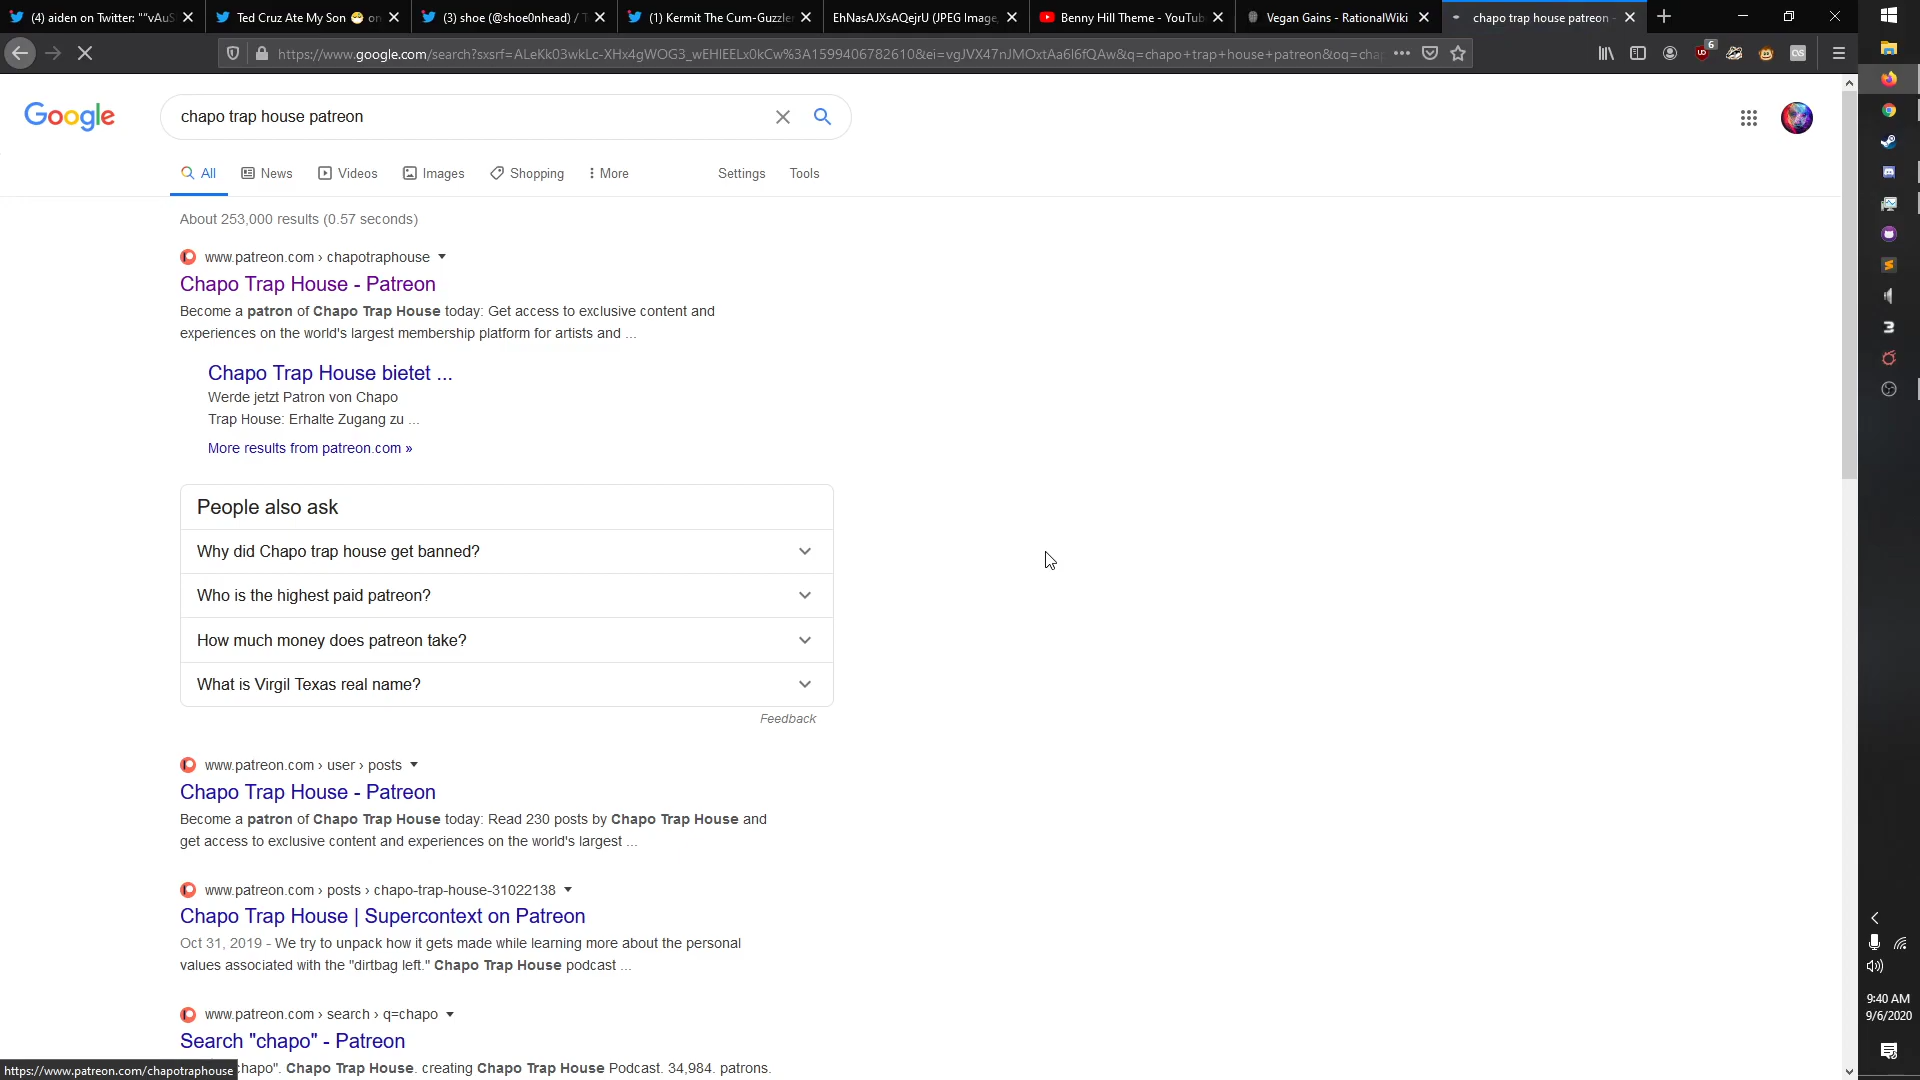 (4) aiden on Twitter: ""vAuS
Ted Cruz Ate My Son 😷 on
(3) shoe (@shoe0nhead) / T
(1) Kermit The Cum-Guzzler
EhNasAJXsAQejrU (JPEG Image,
Benny Hill Theme - YouTub
Vegan Gains - RationalWiki
chapo trap house patreon -
https://www.google.com/search?sxsrf=ALeKk03wkLc-XHx4gWOG3_wEHlEELx0kCw%3A1599406782610&ei=vgJVX47nJMOxtAa6l6fQAw&q=chapo+trap+house+patreon&oq=cha
6
Google
chapo trap house patreon
All
News
Videos
Images
Shopping
More
Settings
Tools
About 253,000 results (0.57 seconds)
www.patreon.com › chapotraphouse
Chapo Trap House - Patreon
Become a patron of Chapo Trap House today: Get access to exclusive content and
experiences on the world's largest membership platform for artists and ...
Chapo Trap House bietet ...
Werde jetzt Patron von Chapo
Trap House: Erhalte Zugang zu ...
More results from patreon.com »
People also ask
Why did Chapo trap house get banned?
Who is the highest paid patreon?
How much money does patreon take?
What is Virgil Texas real name?
Feedback
www.patreon.com › user › posts
Chapo Trap House - Patreon
Become a patron of Chapo Trap House today: Read 230 posts by Chapo Trap House and
get access to exclusive content and experiences on the world's largest ...
www.patreon.com › posts › chapo-trap-house-31022138
Chapo Trap House | Supercontext on Patreon
Oct 31, 2019 - We try to unpack how it gets made while learning more about the personal
values associated with the "dirtbag left." Chapo Trap House podcast ...
www.patreon.com › search › q=chapo
Search "chapo" - Patreon
chapo". Chapo Trap House. creating Chapo Trap House Podcast. 34,984. patrons.
https://www.patreon.com/chapotraphouse
9:40 AM
9/6/2020